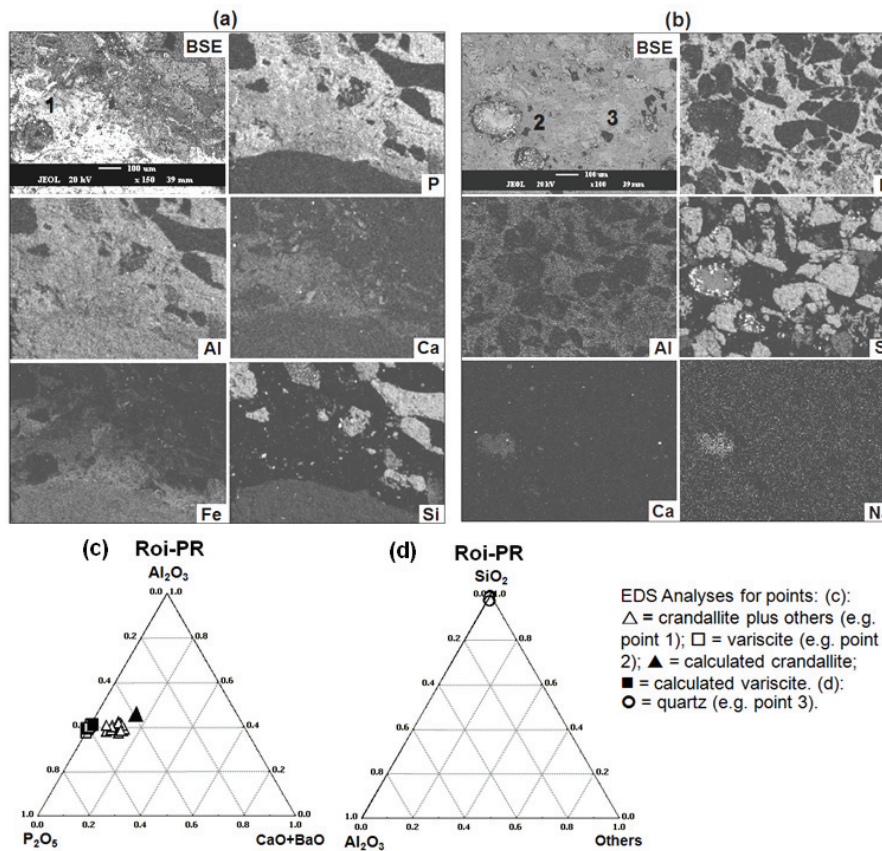 (a)
(b)
BSE
1
100 um
JEOL 20 kV x 150 39 mm
P
BSE
2
3
100 um
JEOL 20 kV x 100 39 mm
Al
Ca
Al
Fe
Si
Ca
(c) Roi-PR
Al₂O₃
0.0 1.0
0.2 0.8
0.4 0.6
0.6 0.4
0.8 0.2
1.0 0.0
0.0 0.2 0.4 0.6 0.8 1.0
P₂O₅ CaO+BaO
(d) Roi-PR
SiO₂
1.0
0.2 0.8
0.4 0.6
0.6 0.4
0.8 0.2
1.0 0.0
0.0 0.2 0.4 0.6 0.8 1.0
Al₂O₃ Others
EDS Analyses for points: (c):
△ = crandallite plus others (e.g.
point 1); □ = variscite (e.g. point
2); ▲ = calculated crandallite;
■ = calculated variscite. (d):
O = quartz (e.g. point 3).